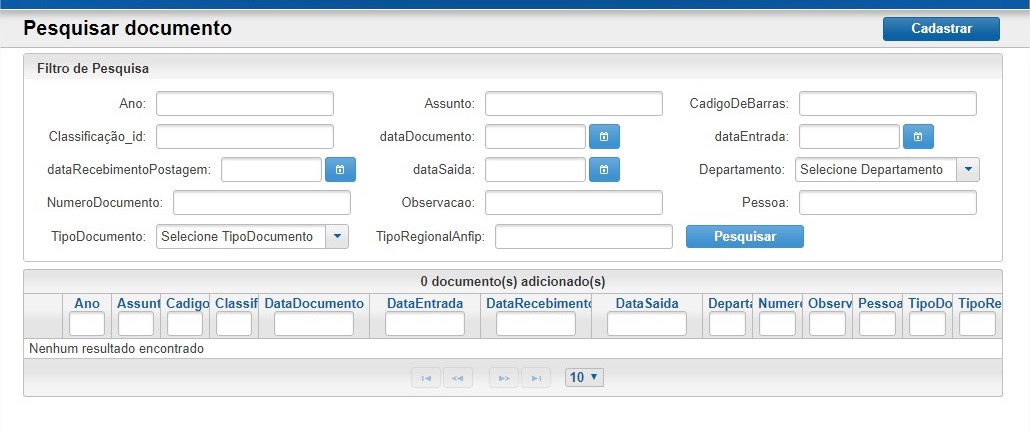 Pesquisar documento
Cadastrar
Filtro de Pesquisa
Ano: Assunto: CadigoDeBarras:
Classificação_id: dataDocumento: dataEntrada:
dataRecebimentoPostagem: dataSaida: Departamento: Selecione Departamento
NumeroDocumento: Observacao: Pessoa:
TipoDocumento: Selecione TipoDocumento TipoRegionalAnfip: Pesquisar
0 documento(s) adicionado(s)
Ano Assunt Cadigo Classif DataDocumento DataEntrada DataRecebimento DataSaida Departa Numero Observ Pessoa TipoDo TipoRe
Nenhum resultado encontrado
10